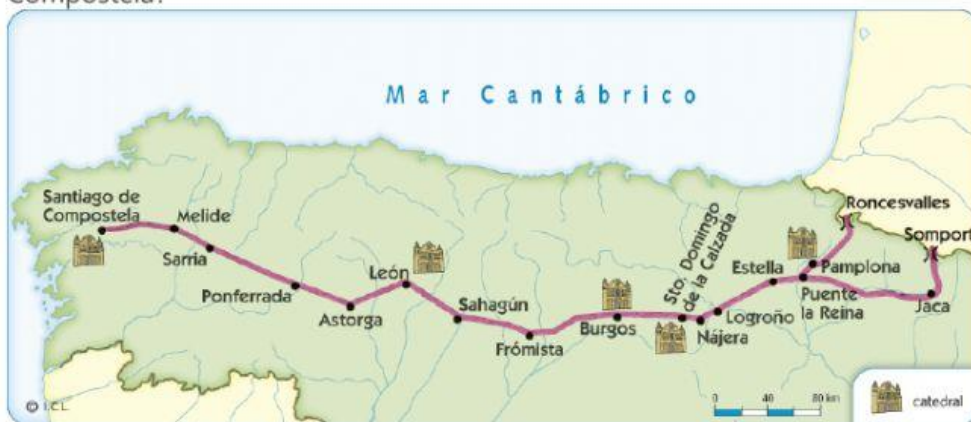 Compostela?
Mar Cantábrico
Roncesvalles
Somport
Santiago de
Compostela
Melide
Sarria
Ponferrada
León
Astorga
Sahagún
Frómista
Burgos
Sto. Domingo
de la Calzada
Nájera
Logroño
Estella
Pamplona
Puente
la Reina
Jaca
0 40 80 km
catedral
© I.C.L.